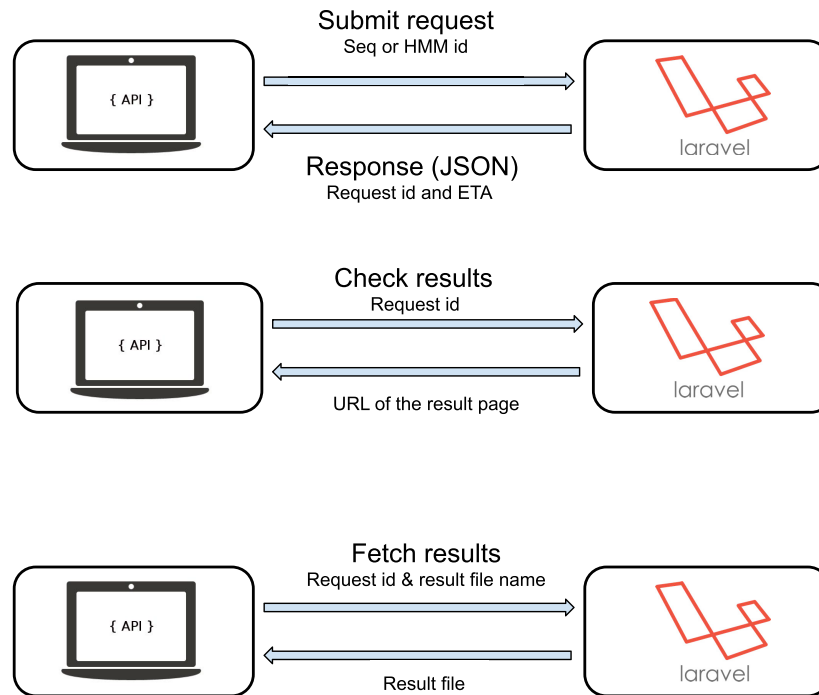 Submit request
Seq or HMM id
{ API }
laravel
Response (JSON)
Request id and ETA
Check results
Request id
{ API }
laravel
URL of the result page
Fetch results
Request id & result file name
{ API }
laravel
Result file